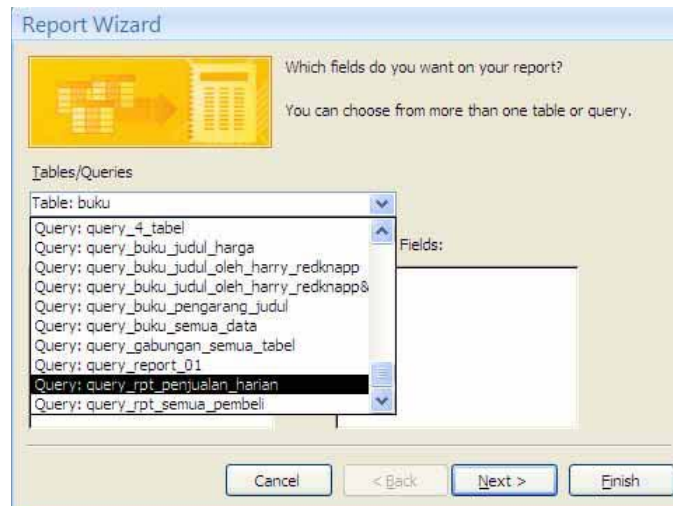 Report Wizard
Which fields do you want on your report?
You can choose from more than one table or query.
Tables/Queries
Table: buku
Query: query_4_tabel
Query: query_buku_judul_harga
Query: query_buku_judul_oleh_harry_redknapp
Query: query_buku_judul_oleh_harry_redknapp&
Query: query_buku_pengarang_judul
Query: query_buku_semua_data
Query: query_gabungan_semua_tabel
Query: query_report_01
Query: query_rpt_penjualan_harian
Query: query_rpt_semua_pembeli
Fields:
Cancel
< Back
Next >
Finish